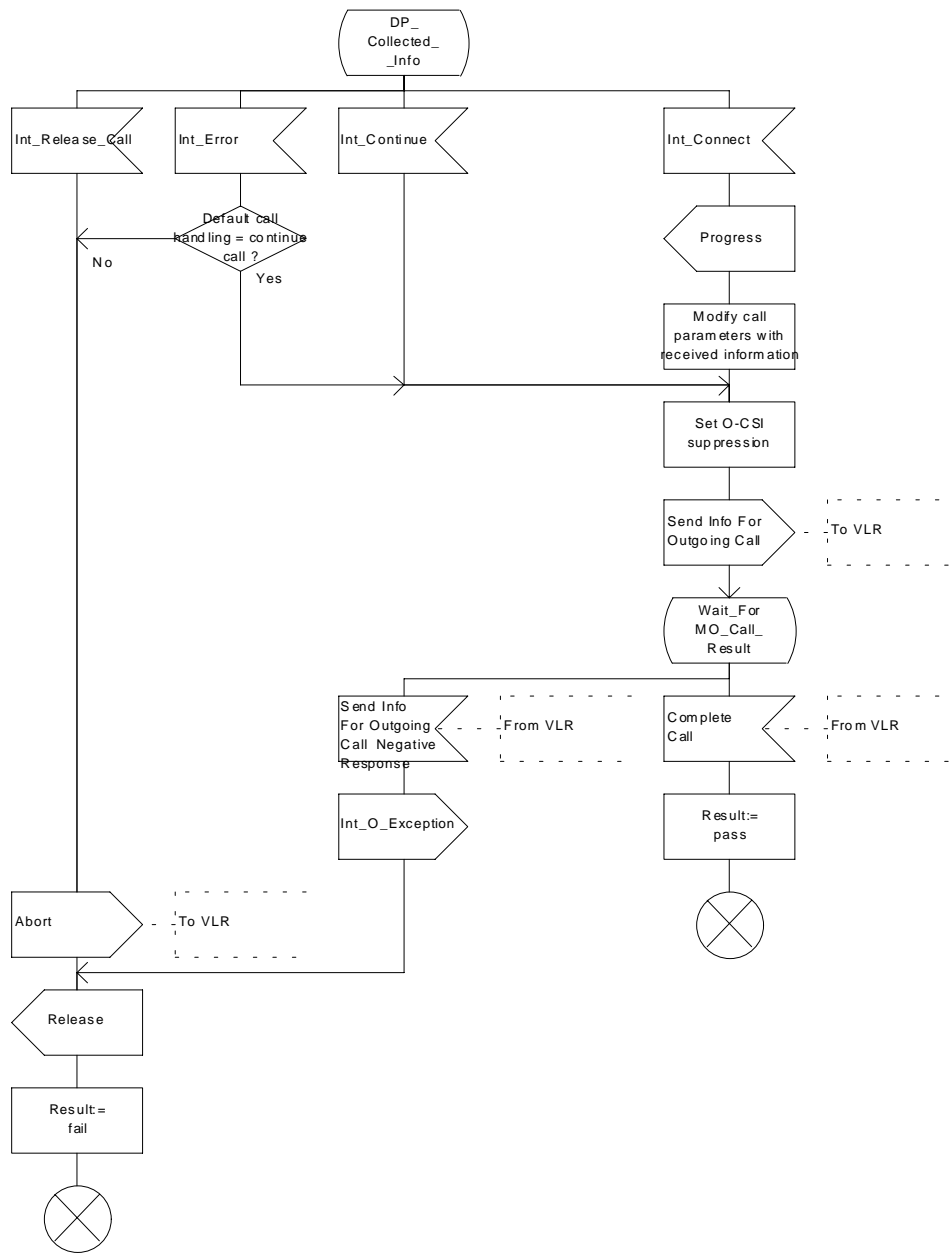 DP_
Collected_
_Info
Int_Release_Call
Int_Error
Int_Continue
Int_Connect
Default call
handling = continue
call ?
No
Yes
Progress
Modify call
parameters with
received information
Set O-CSI
suppression
Send Info For
Outgoing Call
To VLR
Wait_For
MO_Call_
Result
Send Info
For Outgoing
Call Negative
Response
From VLR
Complete
Call
From VLR
Int_O_Exception
Result:=
pass
Abort
To VLR
Release
Result:=
fail